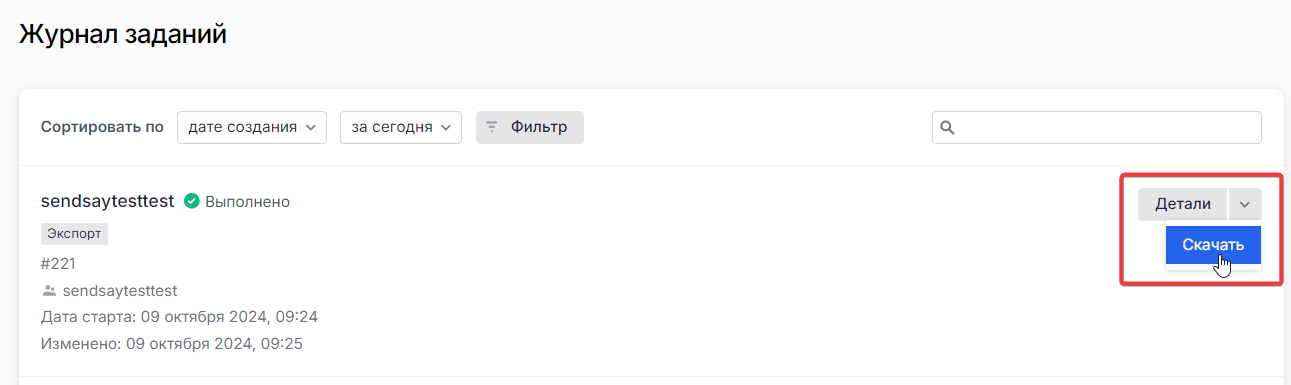 Журнал заданий
Сортировать по дате создания за сегодня Фильтр
sendsaytesttest Выполнено Детали
Экспорт Скачать
#221
sendsaytesttest
Дата старта: 09 октября 2024, 09:24
Изменено: 09 октября 2024, 09:25